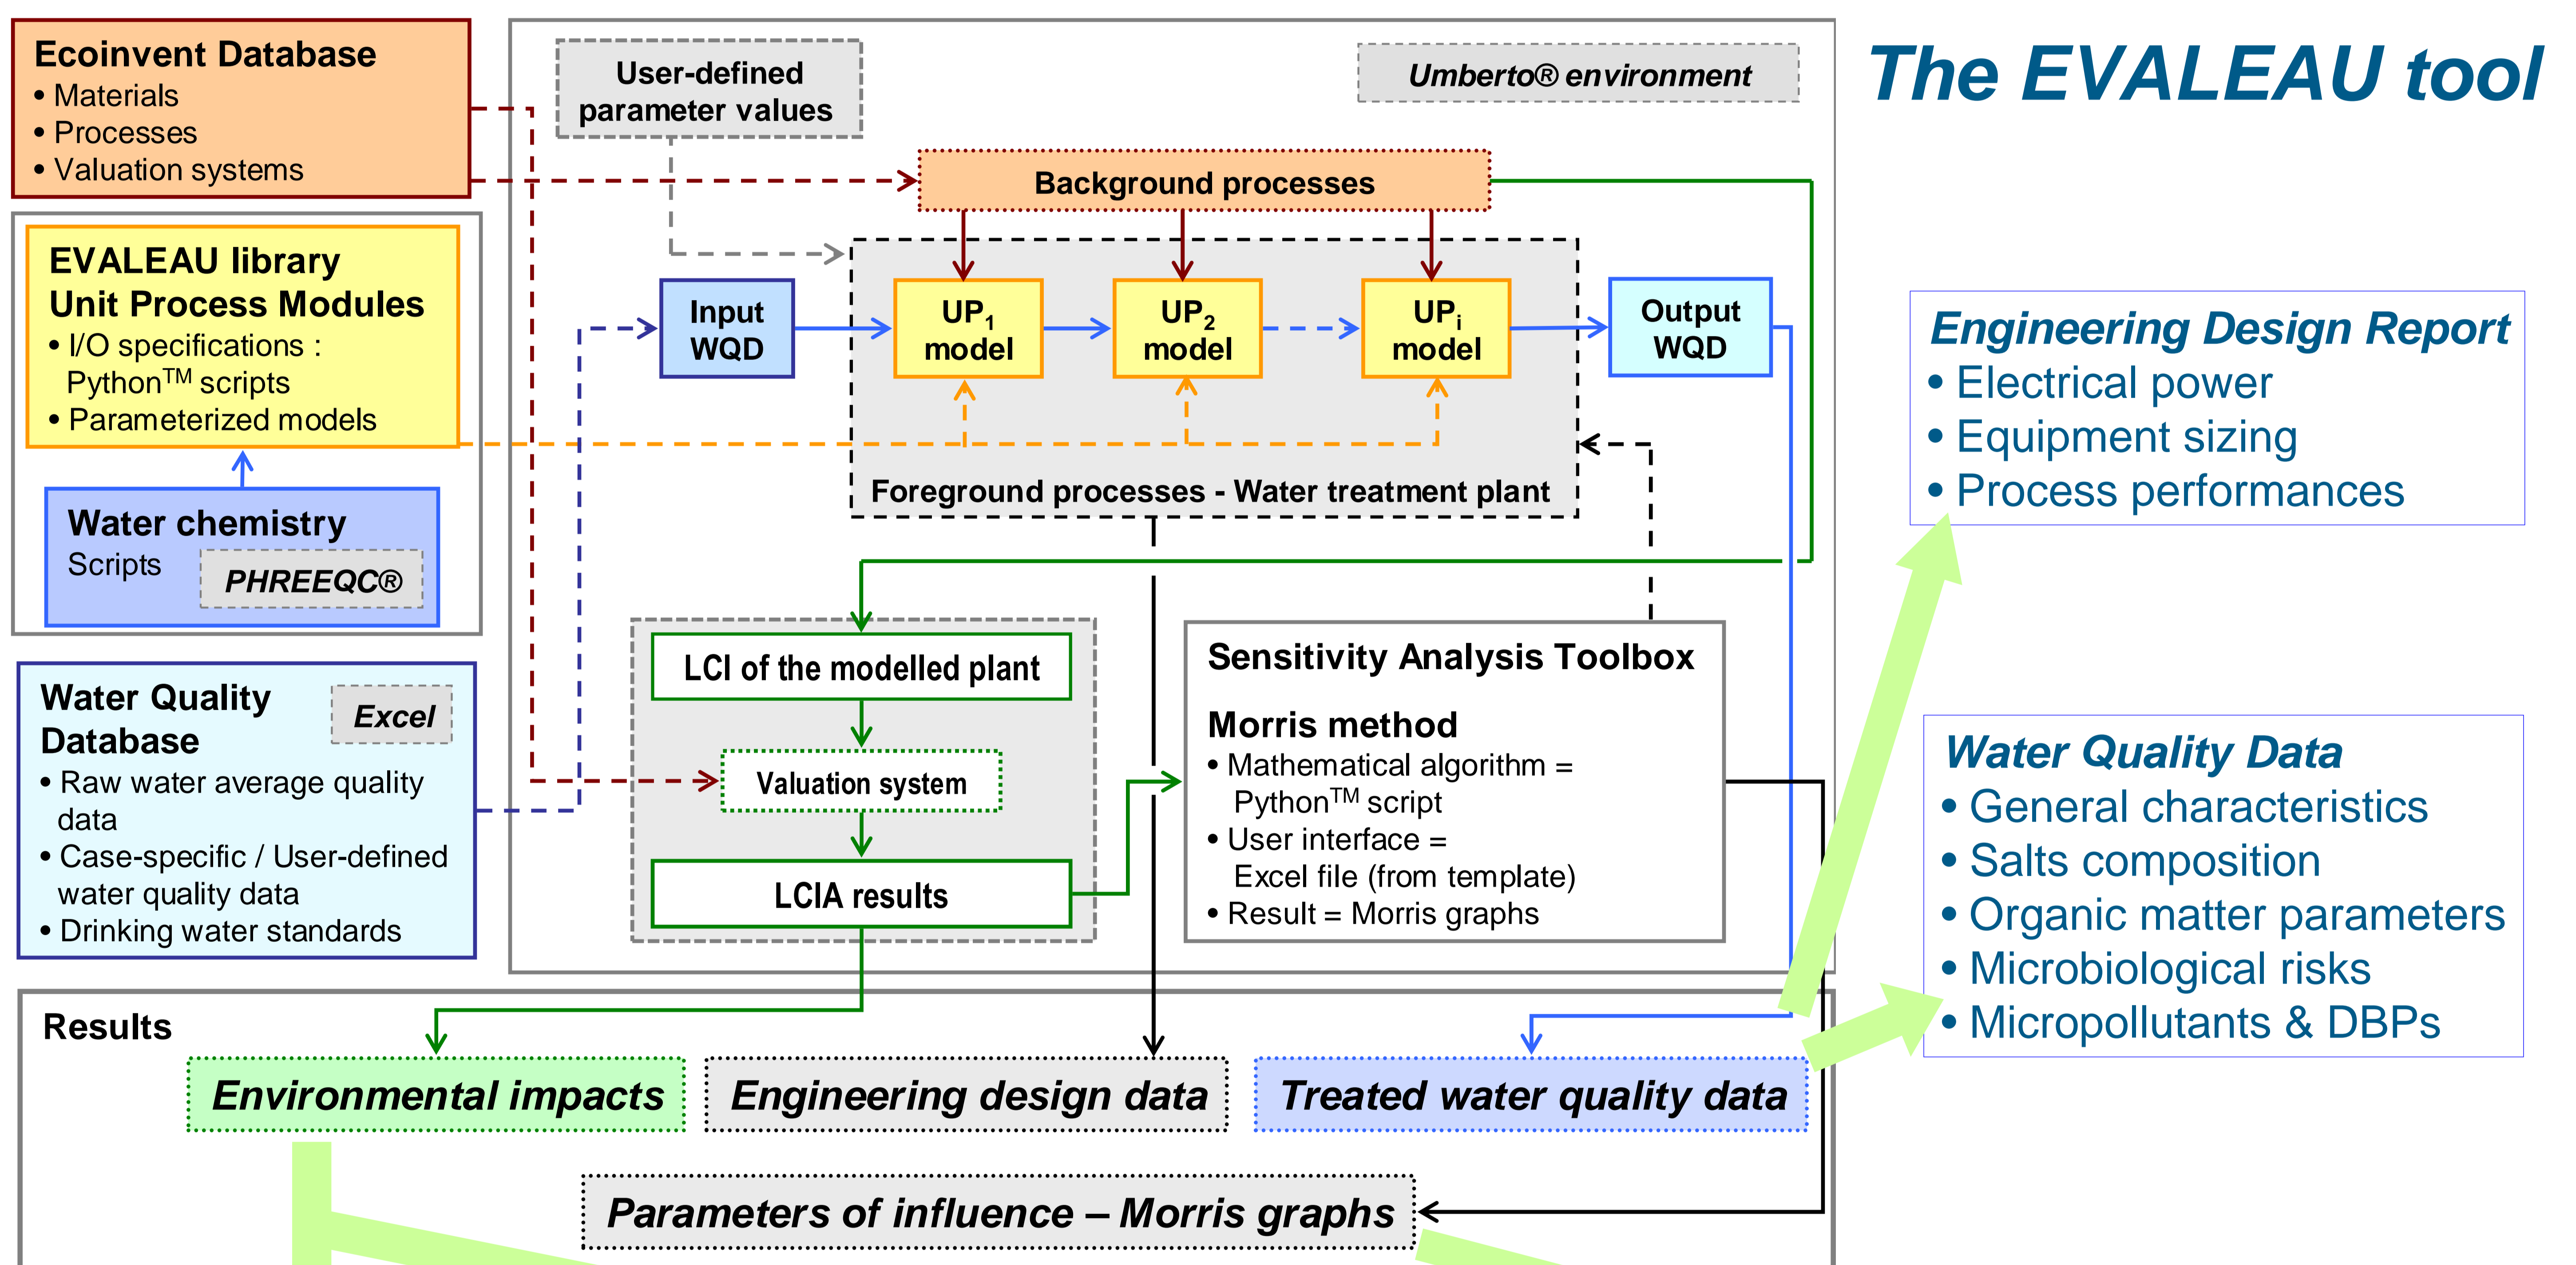 The EVALEAU tool
Ecoinvent Database
• Materials
• Processes
• Valuation systems
EVALEAU library
Unit Process Modules
• I/O specifications :
Python™ scripts
• Parameterized models
Water chemistry
Scripts
PHREEQC®
Water Quality
Database
Excel
• Raw water average quality
data
• Case-specific / User-defined
water quality data
• Drinking water standards
User-defined
parameter values
Umberto® environment
Background processes
Input
WQD
UP1
model
UP2
model
UPi
model
Output
WQD
Foreground processes - Water treatment plant
LCI of the modelled plant
Valuation system
LCIA results
Sensitivity Analysis Toolbox
Morris method
• Mathematical algorithm =
Python™ script
• User interface =
Excel file (from template)
• Result = Morris graphs
Results
Environmental impacts
Engineering design data
Treated water quality data
Parameters of influence – Morris graphs
Engineering Design Report
• Electrical power
• Equipment sizing
• Process performances
Water Quality Data
• General characteristics
• Salts composition
• Organic matter parameters
• Microbiological risks
• Micropollutants & DBPs